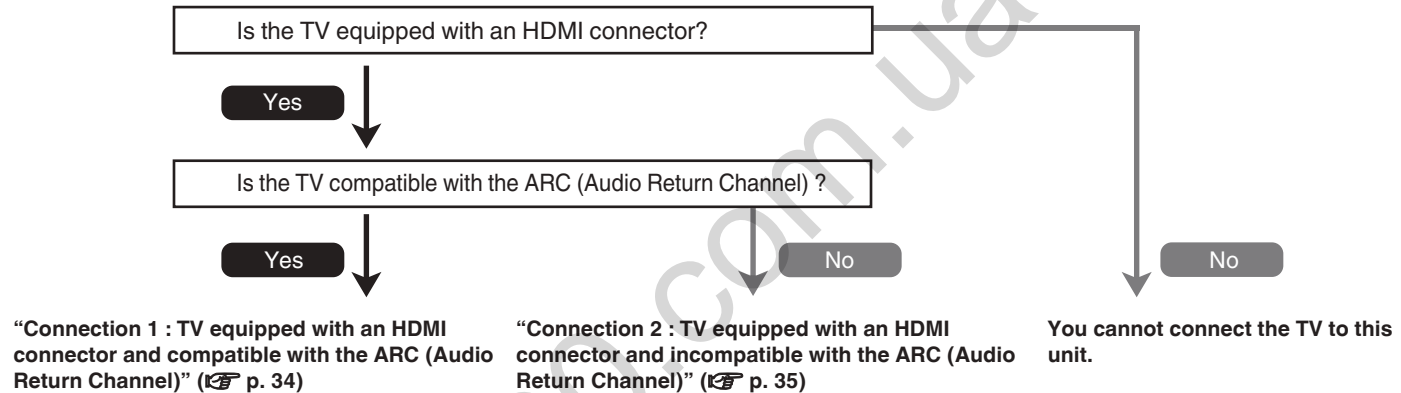 Is the TV equipped with an HDMI connector?
Yes
Is the TV compatible with the ARC (Audio Return Channel) ?
Yes
No
No
“Connection 1 : TV equipped with an HDMI
connector and compatible with the ARC (Audio
Return Channel)” (☞ p. 34)
“Connection 2 : TV equipped with an HDMI
connector and incompatible with the ARC (Audio
Return Channel)” (☞ p. 35)
You cannot connect the TV to this
unit.
com.ua